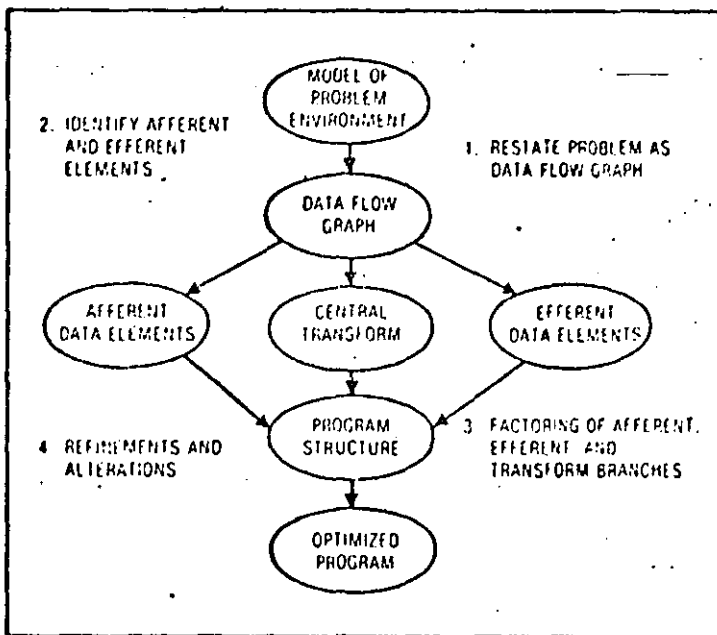 MODEL OF
PROBLEM
ENVIRONMENT
2. IDENTIFY AFFERENT
AND EFFERENT
ELEMENTS
1. RESTATE PROBLEM AS
DATA FLOW GRAPH
DATA FLOW
GRAPH
AFFERENT
DATA ELEMENTS
CENTRAL
TRANSFORM
EFFERENT
DATA ELEMENTS
PROGRAM
STRUCTURE
4 REFINEMENTS AND
ALTERATIONS
3 FACTORING OF AFFERENT,
EFFERENT AND
TRANSFORM BRANCHES
OPTIMIZED
PROGRAM